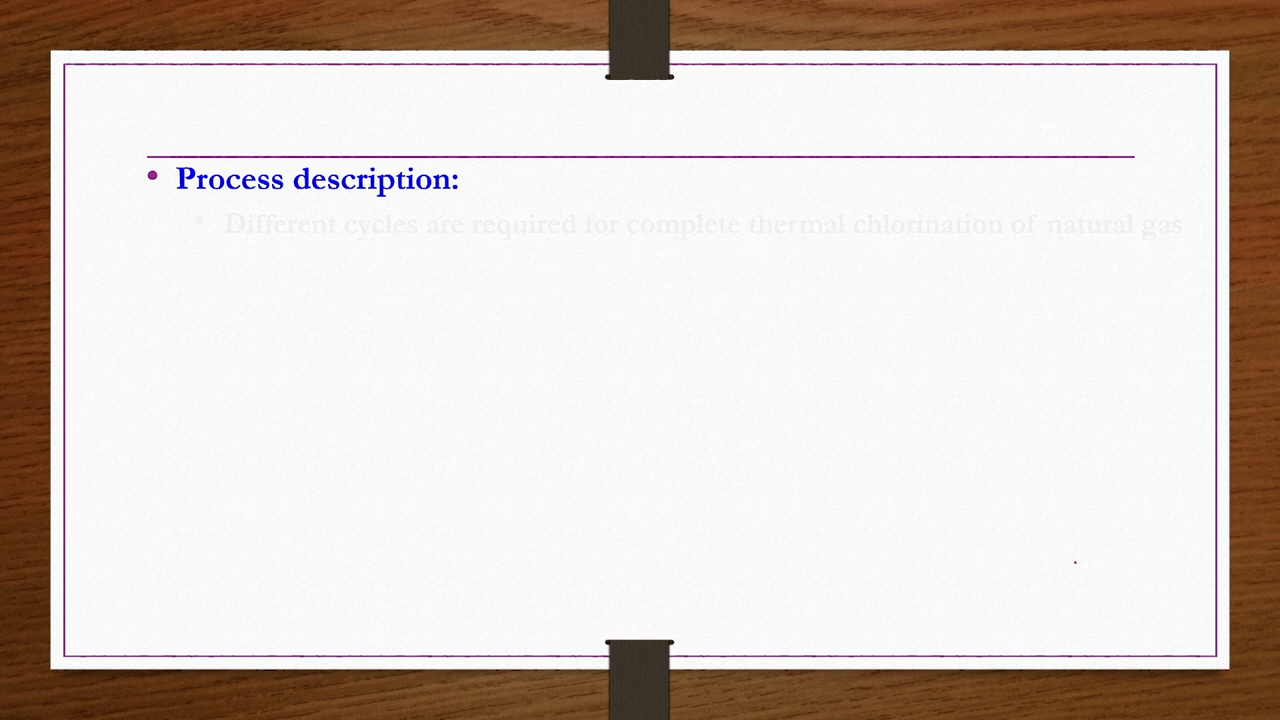 • Process description:
• Different cycles are required for complete thermal chlorination of natural gas